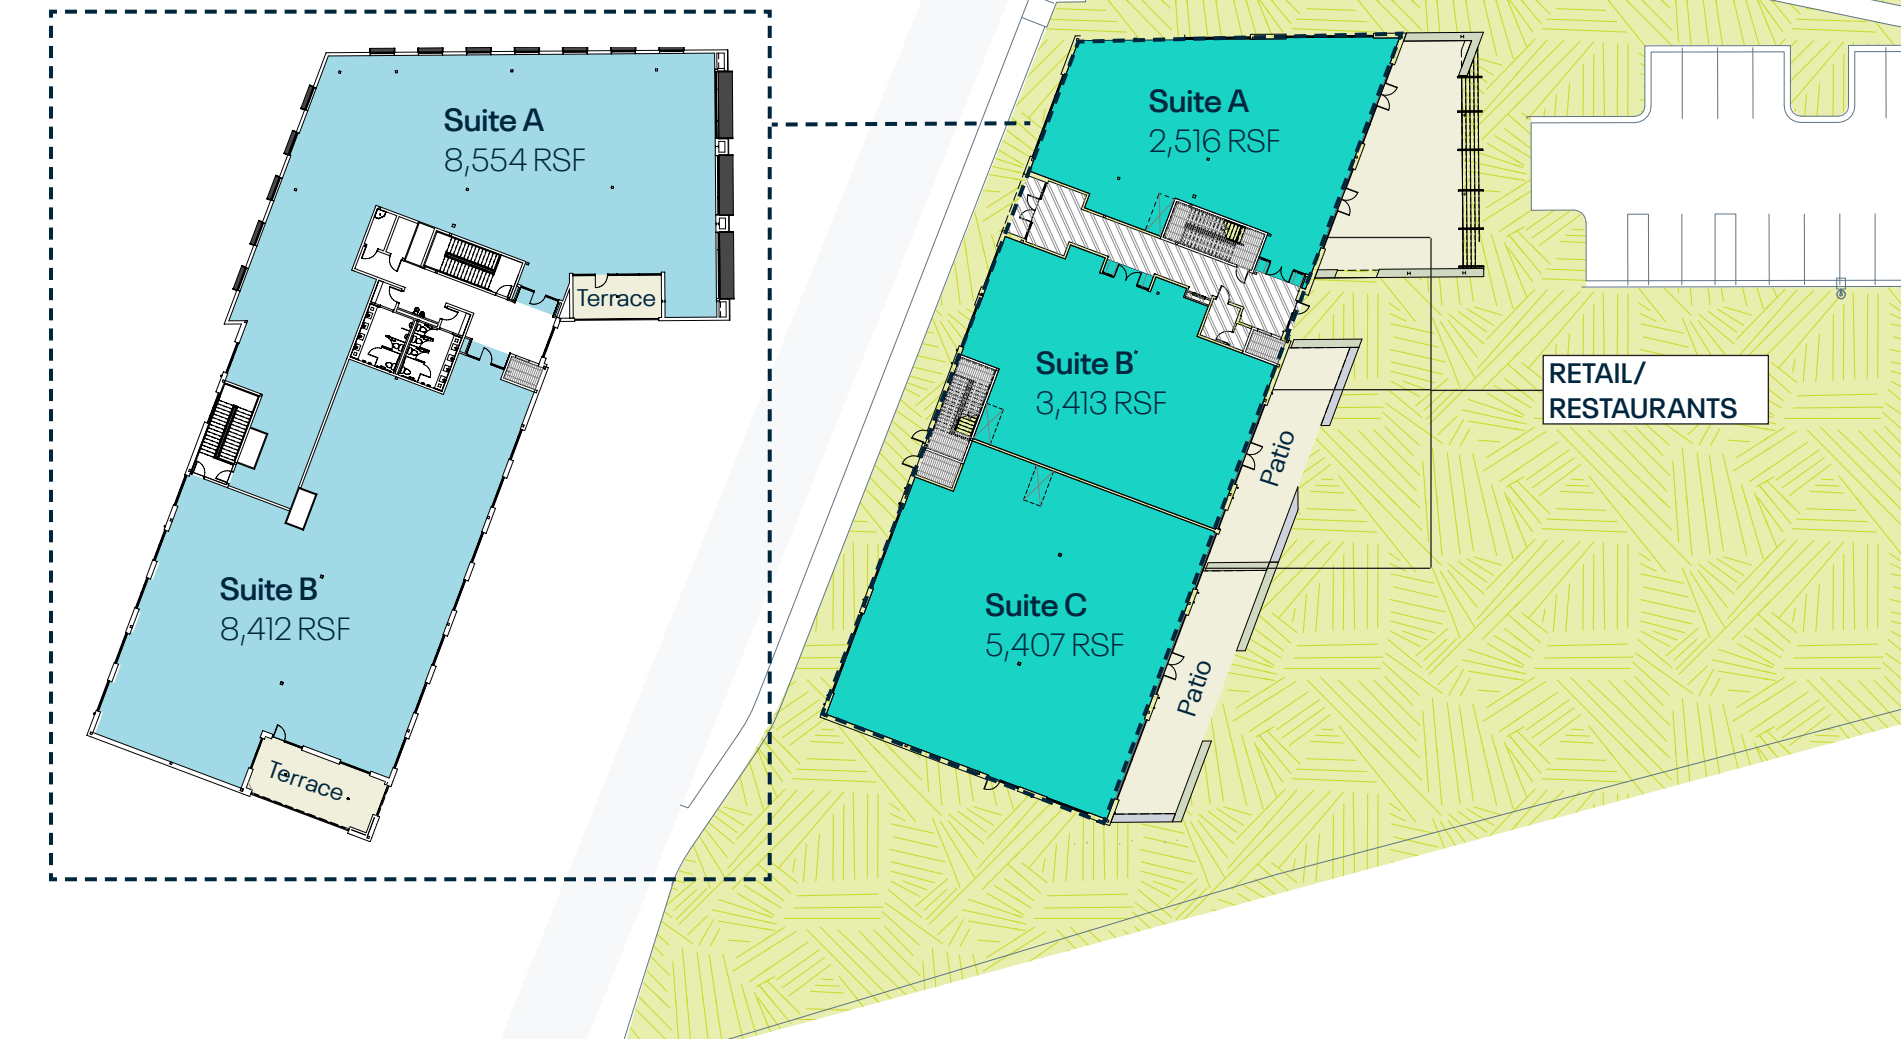 Suite A
8,554 RSF
Terrace
Suite B
8,412 RSF
Terrace
Suite A
2,516 RSF
Suite B
3,413 RSF
Patio
Suite C
5,407 RSF
Patio
RETAIL/
RESTAURANTS